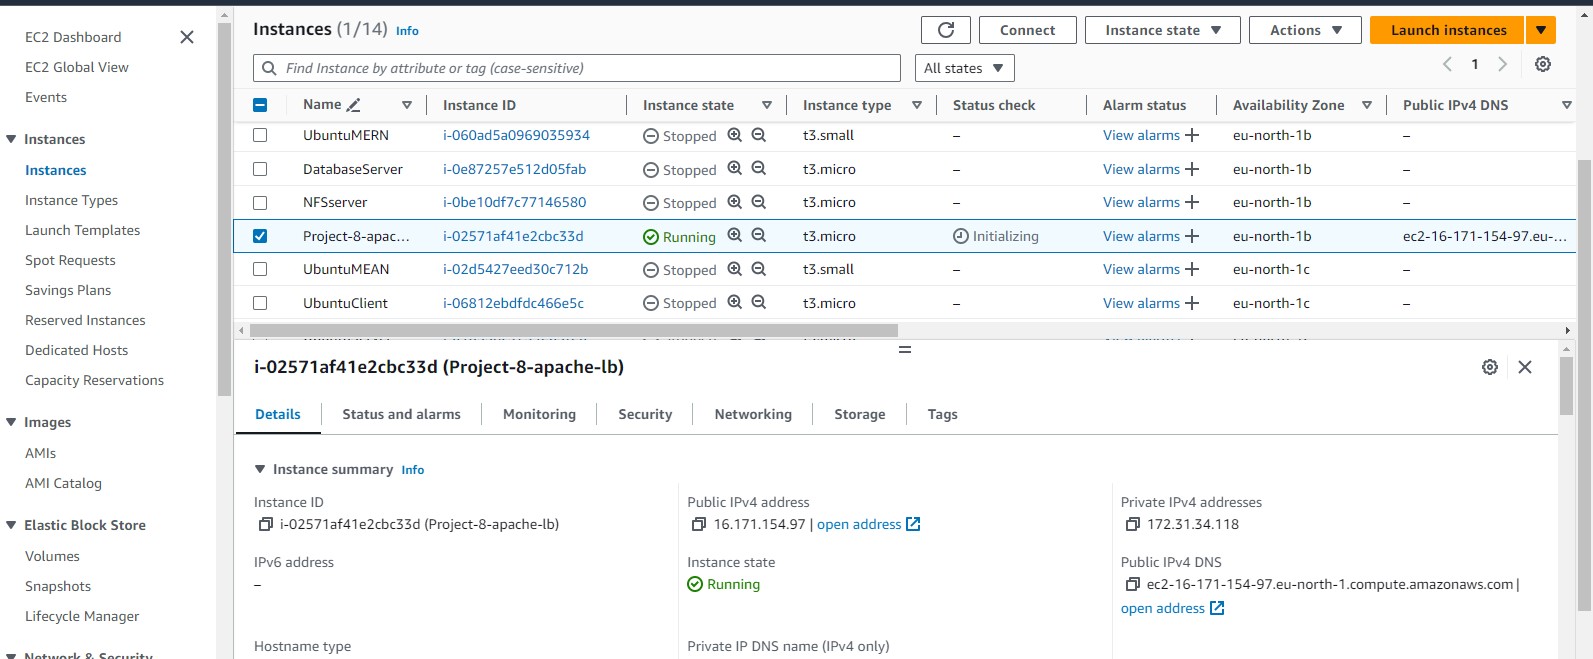 EC2 Dashboard
EC2 Global View
Events
Instances
Instances
Instance Types
Launch Templates
Spot Requests
Savings Plans
Reserved Instances
Dedicated Hosts
Capacity Reservations
Images
AMIs
AMI Catalog
Elastic Block Store
Volumes
Snapshots
Lifecycle Manager
Network & Security
Instances (1/14) Info
Connect Instance state Actions Launch instances
Find Instance by attribute or tag (case-sensitive) All states 1
Name Instance ID Instance state Instance type Status check Alarm status Availability Zone Public IPv4 DNS
UbuntuMERN i-060ad5a0969035934 Stopped t3.small – View alarms + eu-north-1b –
DatabaseServer i-0e87257e512d05fab Stopped t3.micro – View alarms + eu-north-1b –
NFSserver i-0be10df7c77146580 Stopped t3.micro – View alarms + eu-north-1b –
Project-8-apac... i-02571af41e2cbc33d Running t3.micro Initializing View alarms + eu-north-1b ec2-16-171-154-97.eu-...
UbuntuMEAN i-02d5427eed30c712b Stopped t3.small – View alarms + eu-north-1c –
UbuntuClient i-06812ebdfdc466e5c Stopped t3.micro – View alarms + eu-north-1c –
i-02571af41e2cbc33d (Project-8-apache-lb)
Details Status and alarms Monitoring Security Networking Storage Tags
Instance summary Info
Instance ID
i-02571af41e2cbc33d (Project-8-apache-lb)
Public IPv4 address
16.171.154.97 | open address
Private IPv4 addresses
172.31.34.118
IPv6 address
–
Instance state
Running
Public IPv4 DNS
ec2-16-171-154-97.eu-north-1.compute.amazonaws.com |
open address
Hostname type
Private IP DNS name (IPv4 only)